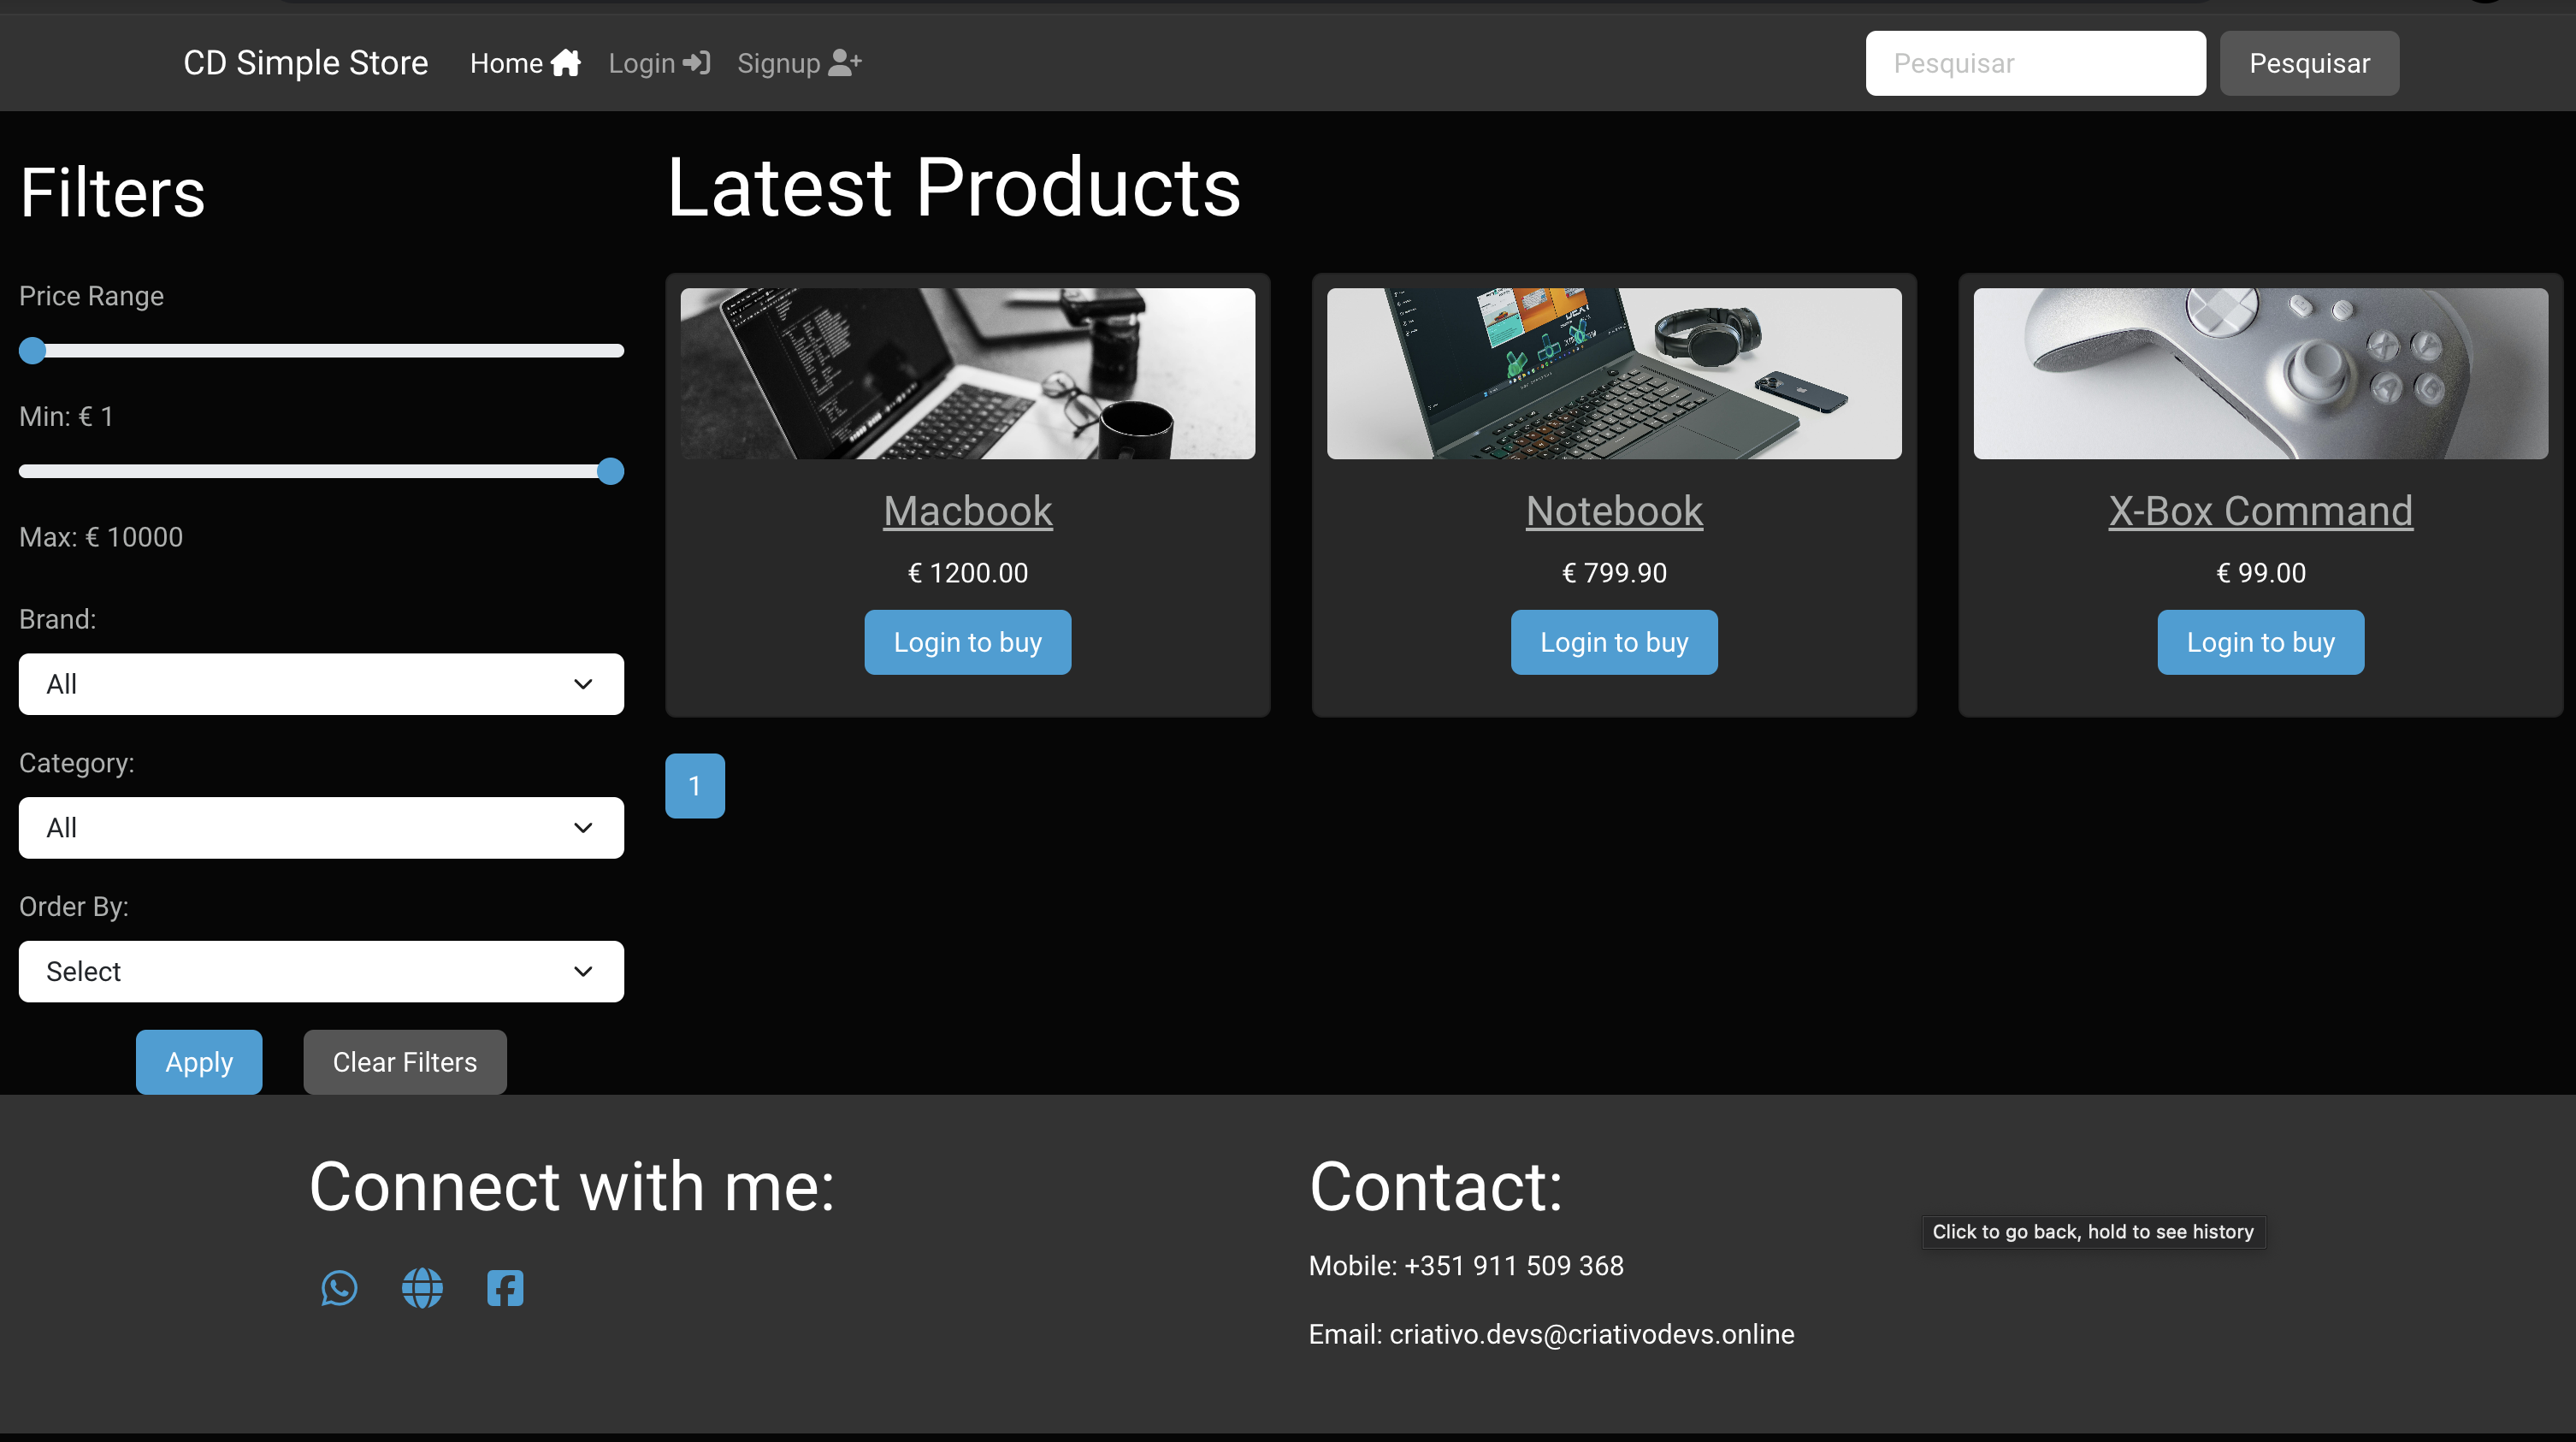 CD Simple Store Home Login Signup Pesquisar Pesquisar
Filters
Price Range
Min: € 1
Max: € 10000
Brand:
All
Category:
All
Order By:
Select
Apply Clear Filters
Latest Products
Macbook
€ 1200.00
Login to buy
Notebook
€ 799.90
Login to buy
X-Box Command
€ 99.00
Login to buy
1
Connect with me:
Contact:
Mobile: +351 911 509 368
Email: criativo.devs@criativodevs.online
Click to go back, hold to see history